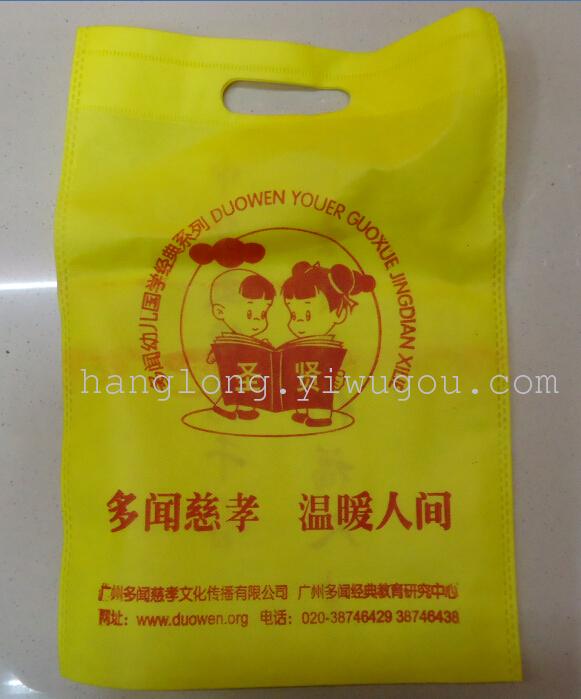 多闻幼儿国学经典系列 DUOWEN YOUER GUOXUE JINGDIAN XILIE
圣 贤
hanglong.yiwugou.com
多闻慈孝 温暖人间
广州多闻慈孝文化传播有限公司 广州多闻经典教育研究中心
网址：www.duowen.org 电话：020-38746429 38746438